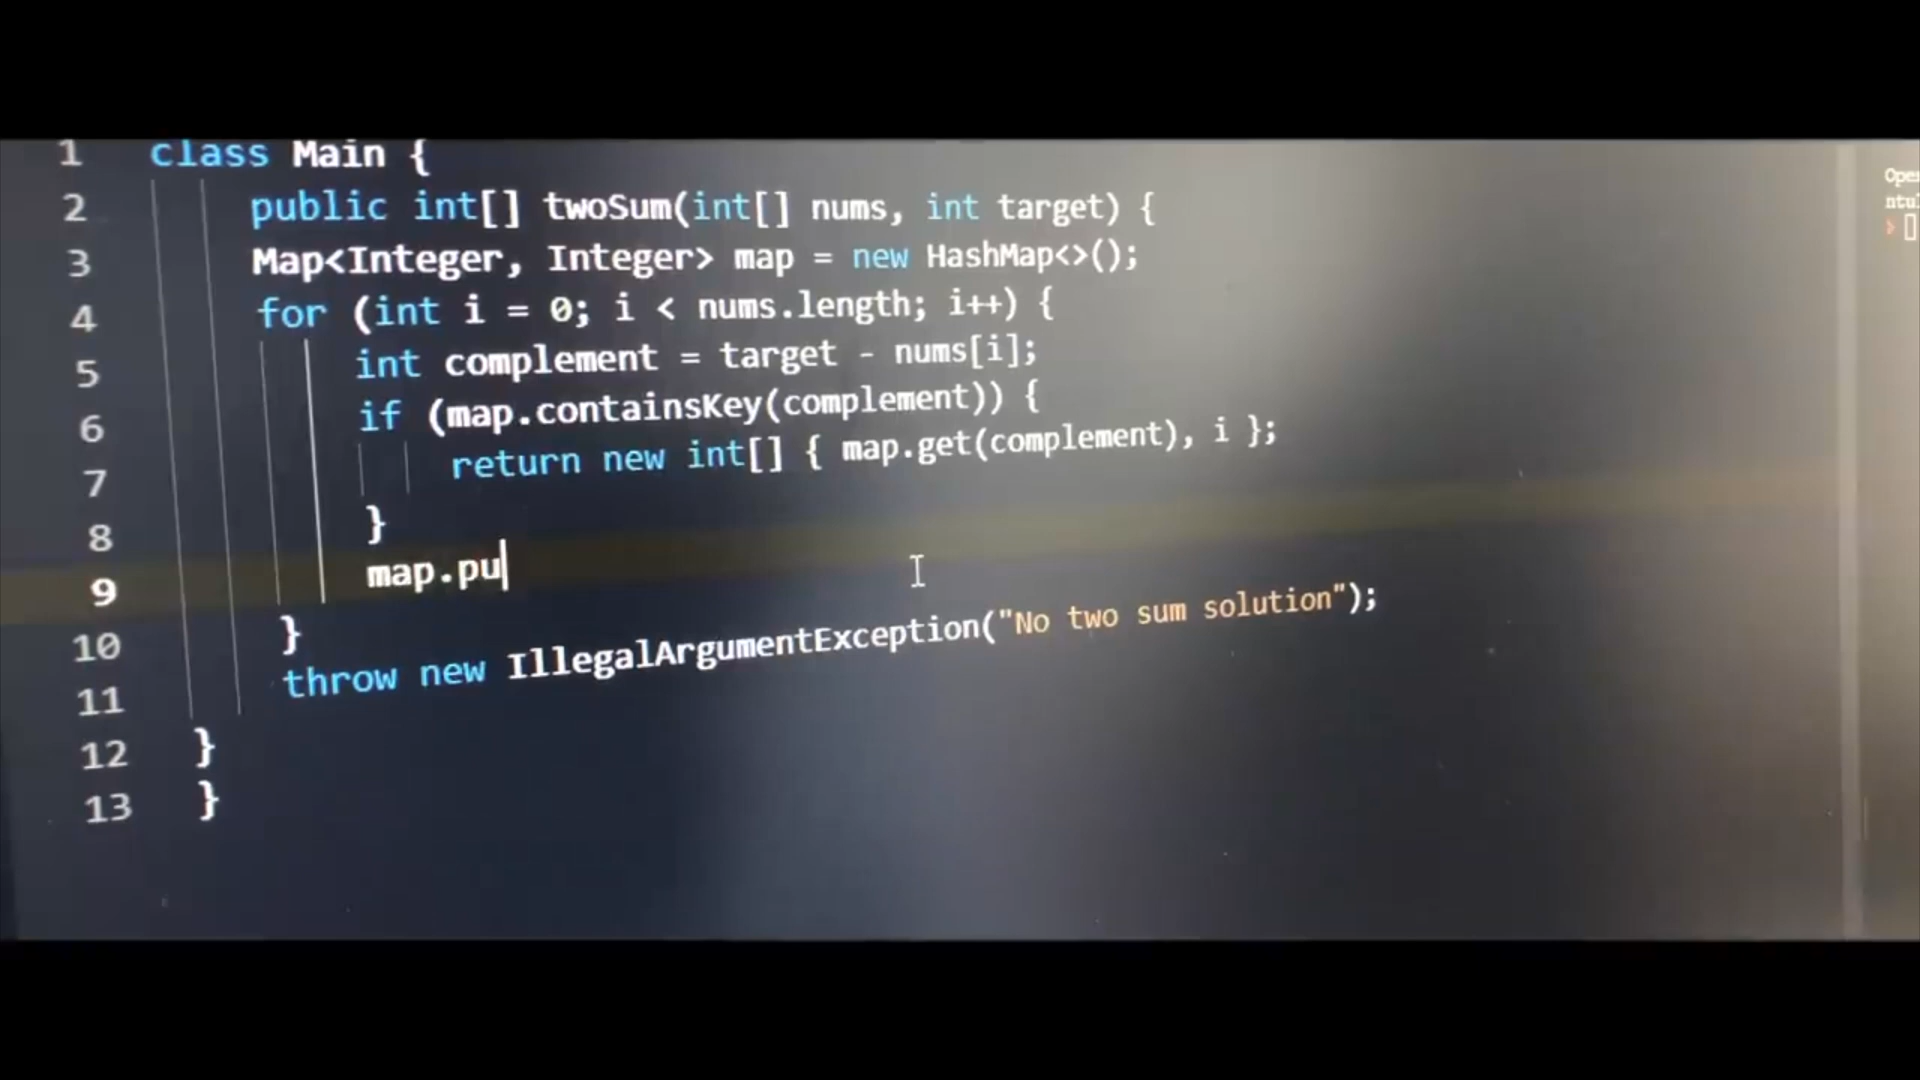 1 class Main {
2 public int[] twoSum(int[] nums, int target) {
3 Map<Integer, Integer> map = new HashMap<>();
4 for (int i = 0; i < nums.length; i++) {
5 int complement = target - nums[i];
6 if (map.containsKey(complement)) {
7 return new int[] { map.get(complement), i };
8 }
9 map.pu
10 }
11 throw new IllegalArgumentException("No two sum solution");
12 }
13 }